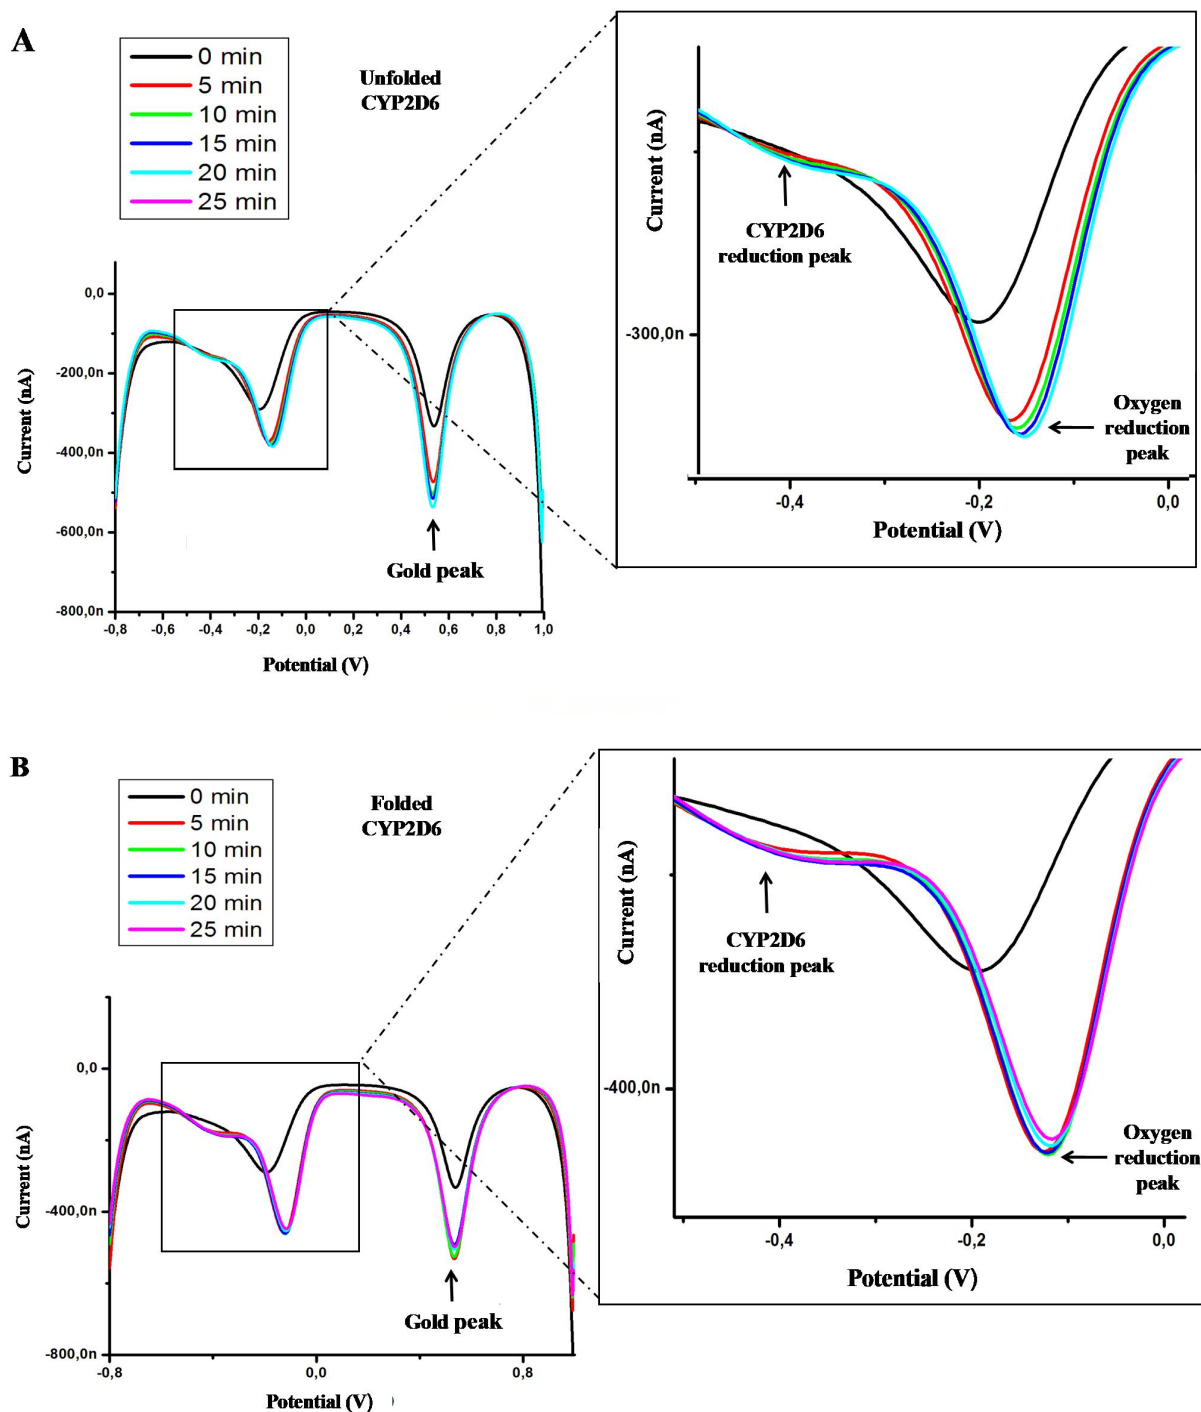 A
0 min
5 min
10 min
15 min
20 min
25 min
Unfolded
CYP2D6
0,0
-200,0n
-400,0n
-600,0n
-800,0n
Current (nA)
-0,8
-0,6
-0,4
-0,2
0,0
0,2
0,4
0,6
0,8
1,0
Potential (V)
Gold peak
Current (nA)
-300,0n
CYP2D6
reduction peak
Oxygen
reduction
peak
-0,4
-0,2
0,0
Potential (V)
B
0 min
5 min
10 min
15 min
20 min
25 min
Folded
CYP2D6
0,0
-400,0n
-800,0n
Current (nA)
-0,8
0,0
0,8
Potential (V)
Gold peak
Current (nA)
-400,0n
CYP2D6
reduction peak
Oxygen
reduction
peak
-0,4
-0,2
0,0
Potential (V)